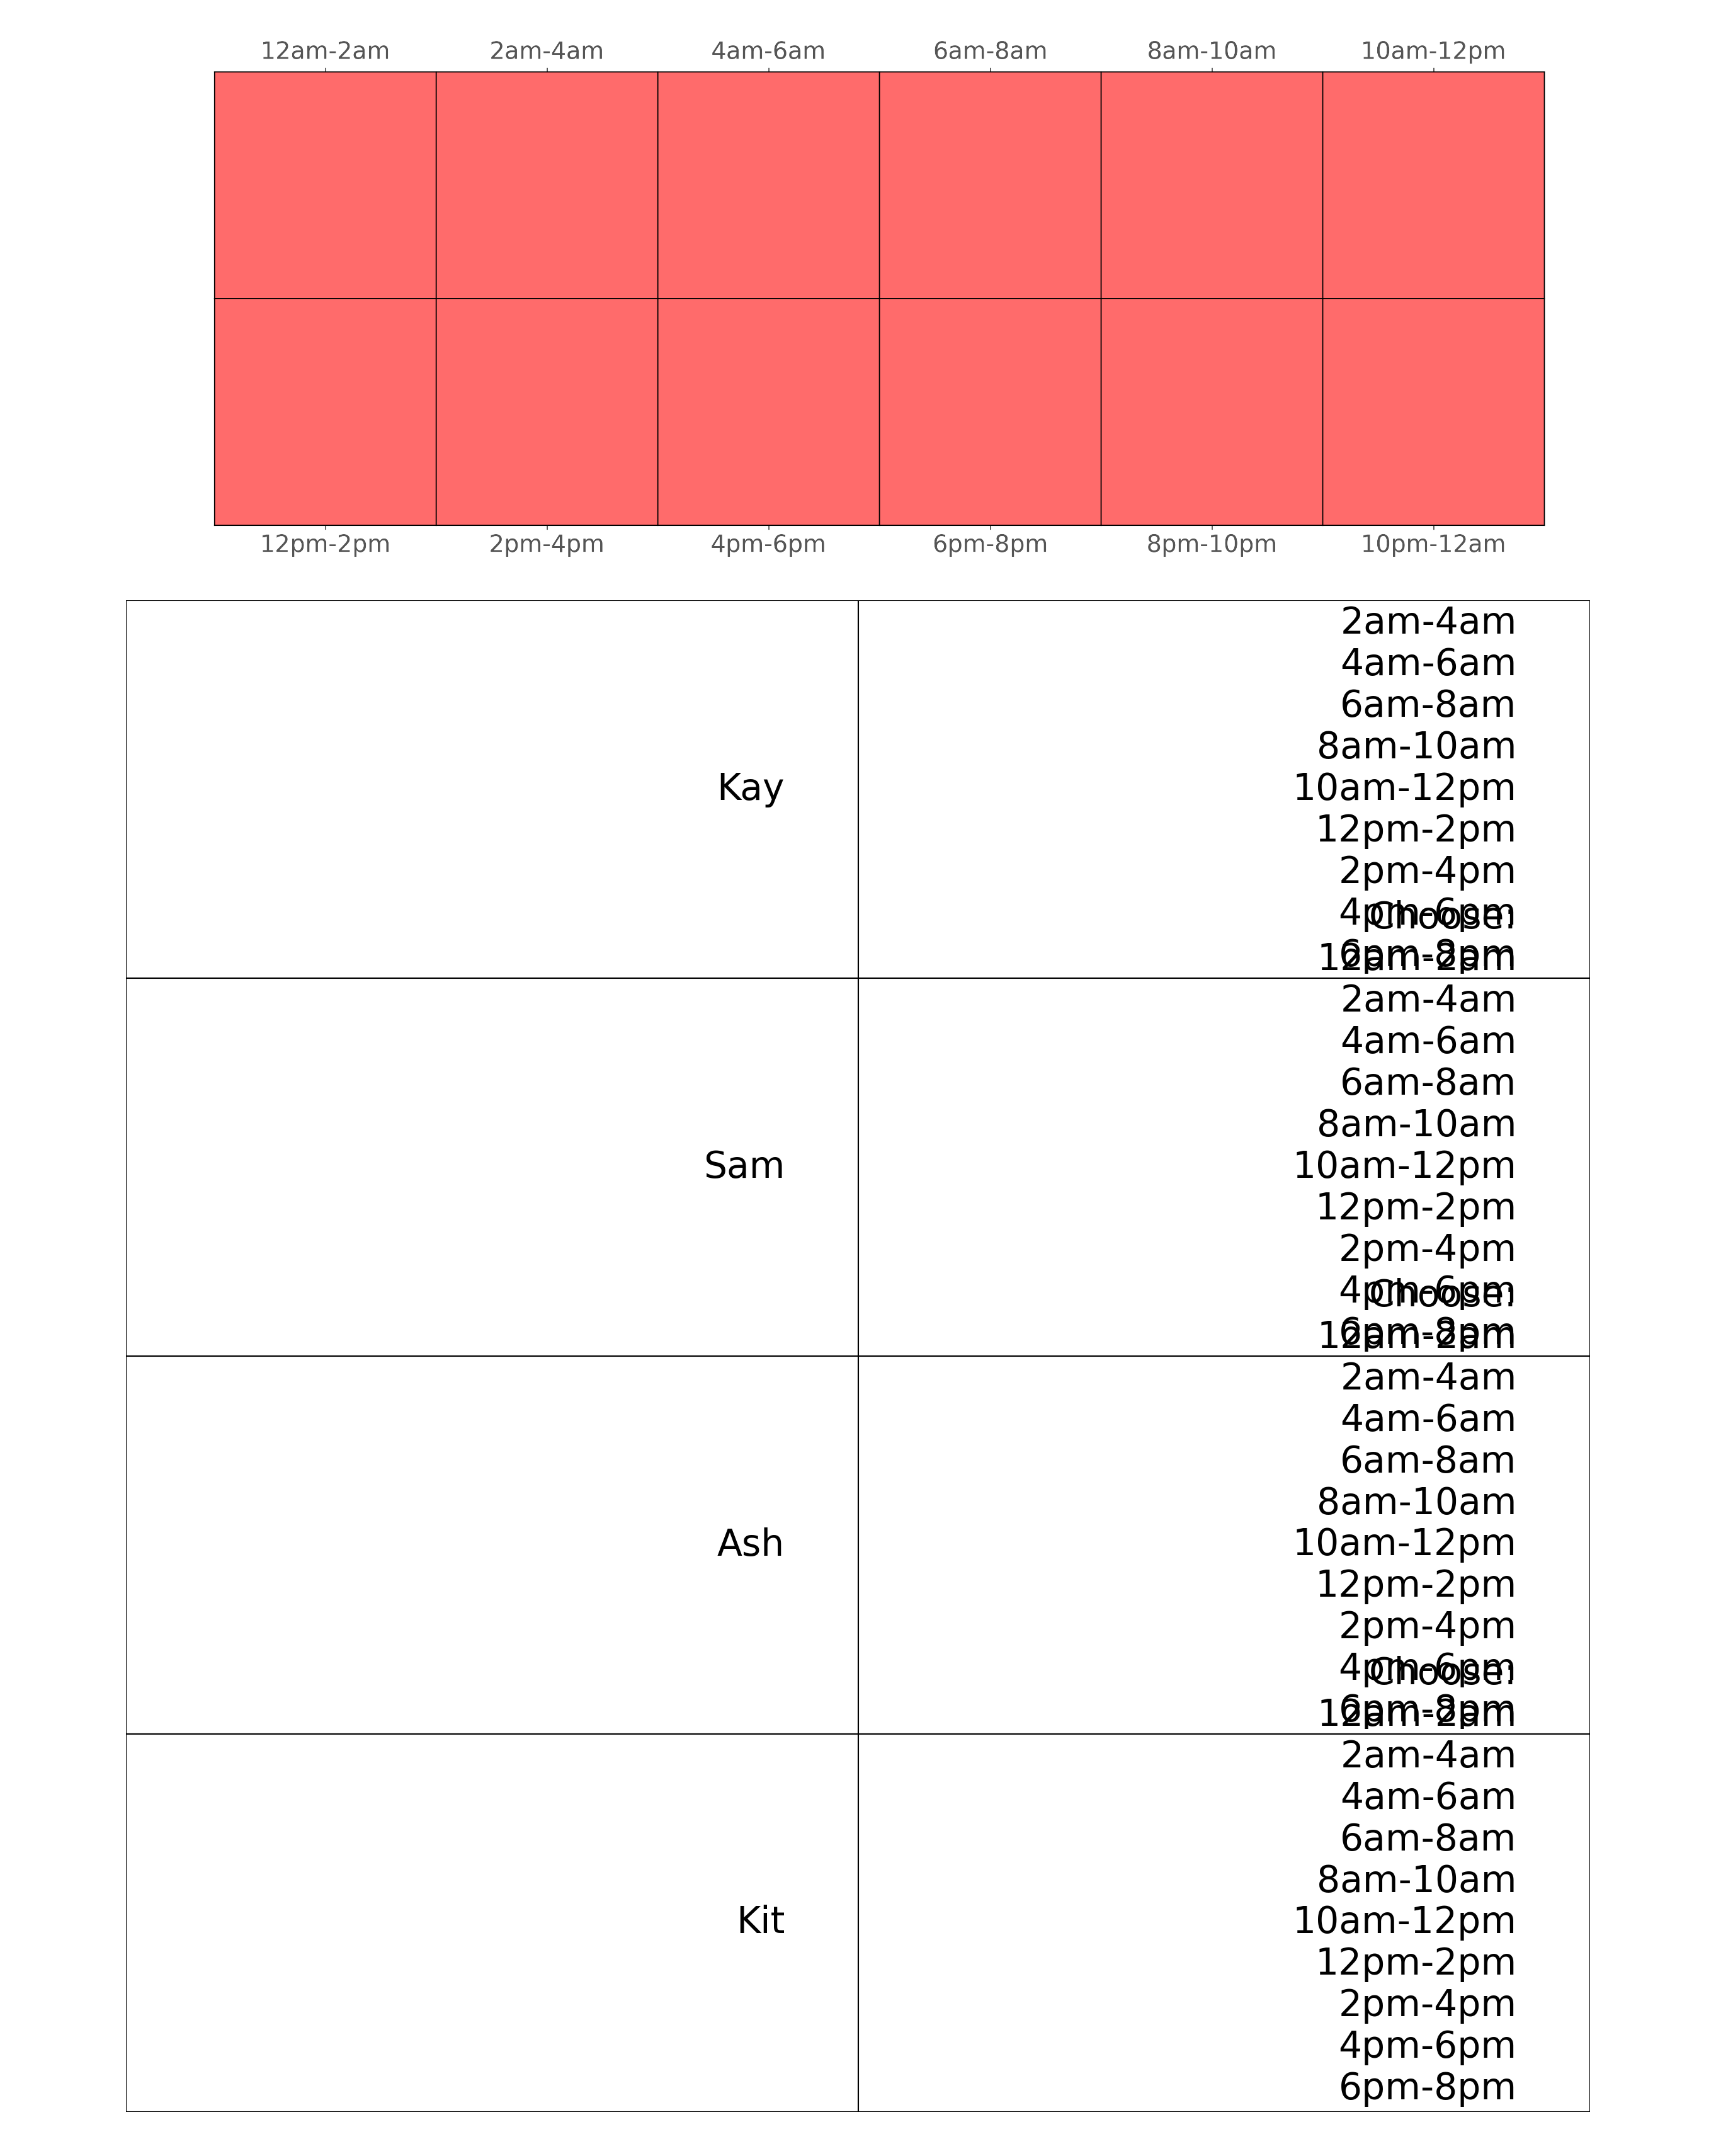 12am-2am 2am-4am 4am-6am 6am-8am 8am-10am 10am-12pm
12pm-2pm 2pm-4pm 4pm-6pm 6pm-8pm 8pm-10pm 10pm-12am
2am-4am
4am-6am
6am-8am
8am-10am
Kay 10am-12pm
12pm-2pm
2pm-4pm
4pm-6pm
Choose:
6pm-8pm
12am-2am
2am-4am
4am-6am
6am-8am
8am-10am
Sam 10am-12pm
12pm-2pm
2pm-4pm
4pm-6pm
Choose:
6pm-8pm
12am-2am
2am-4am
4am-6am
6am-8am
8am-10am
Ash 10am-12pm
12pm-2pm
2pm-4pm
4pm-6pm
Choose:
6pm-8pm
12am-2am
2am-4am
4am-6am
6am-8am
8am-10am
Kit 10am-12pm
12pm-2pm
2pm-4pm
4pm-6pm
6pm-8pm